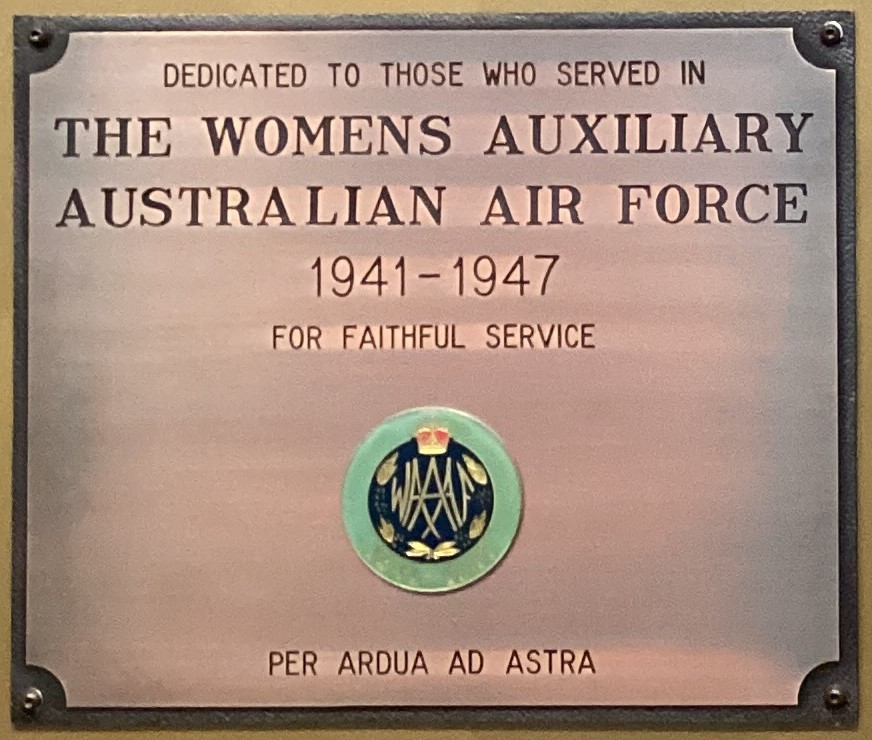 DEDICATED TO THOSE WHO SERVED IN
THE WOMENS AUXILIARY
AUSTRALIAN AIR FORCE
1941-1947
FOR FAITHFUL SERVICE
WAAAF
PER ARDUA AD ASTRA